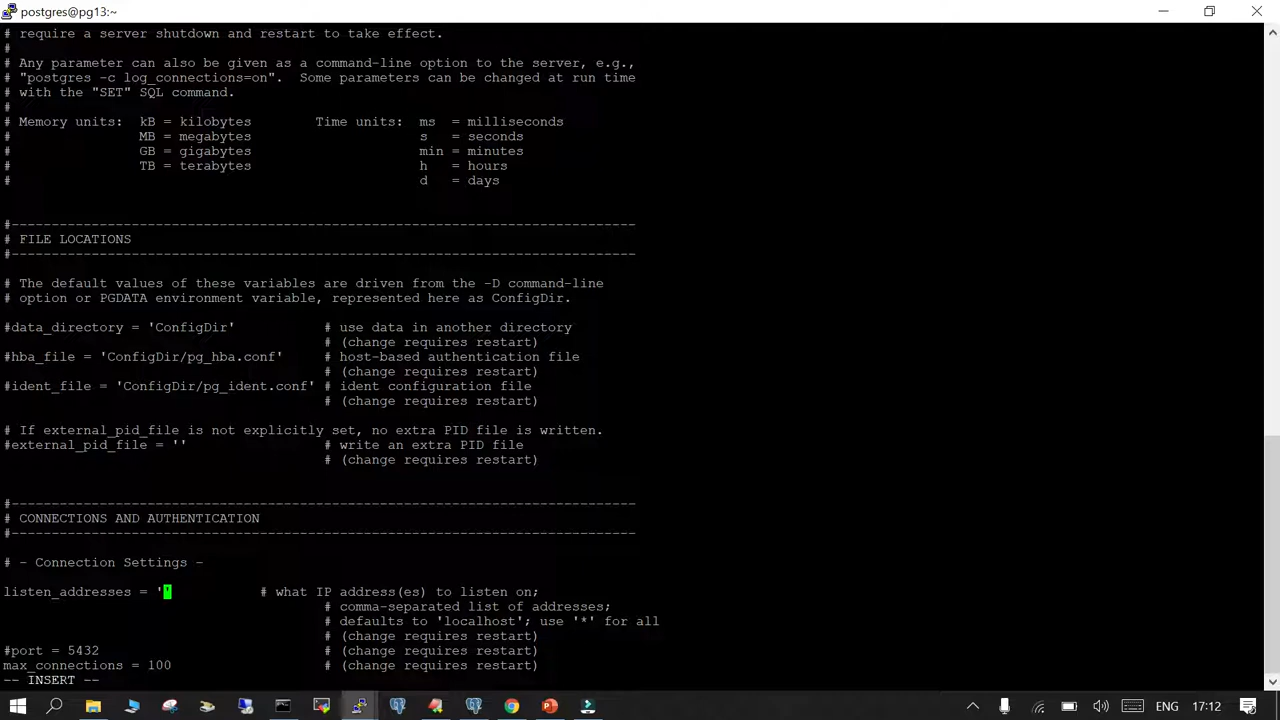 postgres@pg13:~
# require a server shutdown and restart to take effect.
#
# Any parameter can also be given as a command-line option to the server, e.g.,
# "postgres -c log_connections=on".  Some parameters can be changed at run time
# with the "SET" SQL command.
#
# Memory units:  kB = kilobytes        Time units:  ms  = milliseconds
#                MB = megabytes                     s   = seconds
#                GB = gigabytes                     min = minutes
#                TB = terabytes                     h   = hours
#                                                   d   = days
#------------------------------------------------------------------------------
# FILE LOCATIONS
#------------------------------------------------------------------------------
# The default values of these variables are driven from the -D command-line
# option or PGDATA environment variable, represented here as ConfigDir.
#data_directory = 'ConfigDir'           # use data in another directory
                                        # (change requires restart)
#hba_file = 'ConfigDir/pg_hba.conf'     # host-based authentication file
                                        # (change requires restart)
#ident_file = 'ConfigDir/pg_ident.conf' # ident configuration file
                                        # (change requires restart)
# If external_pid_file is not explicitly set, no extra PID file is written.
#external_pid_file = ''                 # write an extra PID file
                                        # (change requires restart)
#------------------------------------------------------------------------------
# CONNECTIONS AND AUTHENTICATION
#------------------------------------------------------------------------------
# - Connection Settings -
listen_addresses = ''           # what IP address(es) to listen on;
                                        # comma-separated list of addresses;
                                        # defaults to 'localhost'; use '*' for all
                                        # (change requires restart)
#port = 5432                            # (change requires restart)
max_connections = 100                   # (change requires restart)
-- INSERT --
ENG 17:12